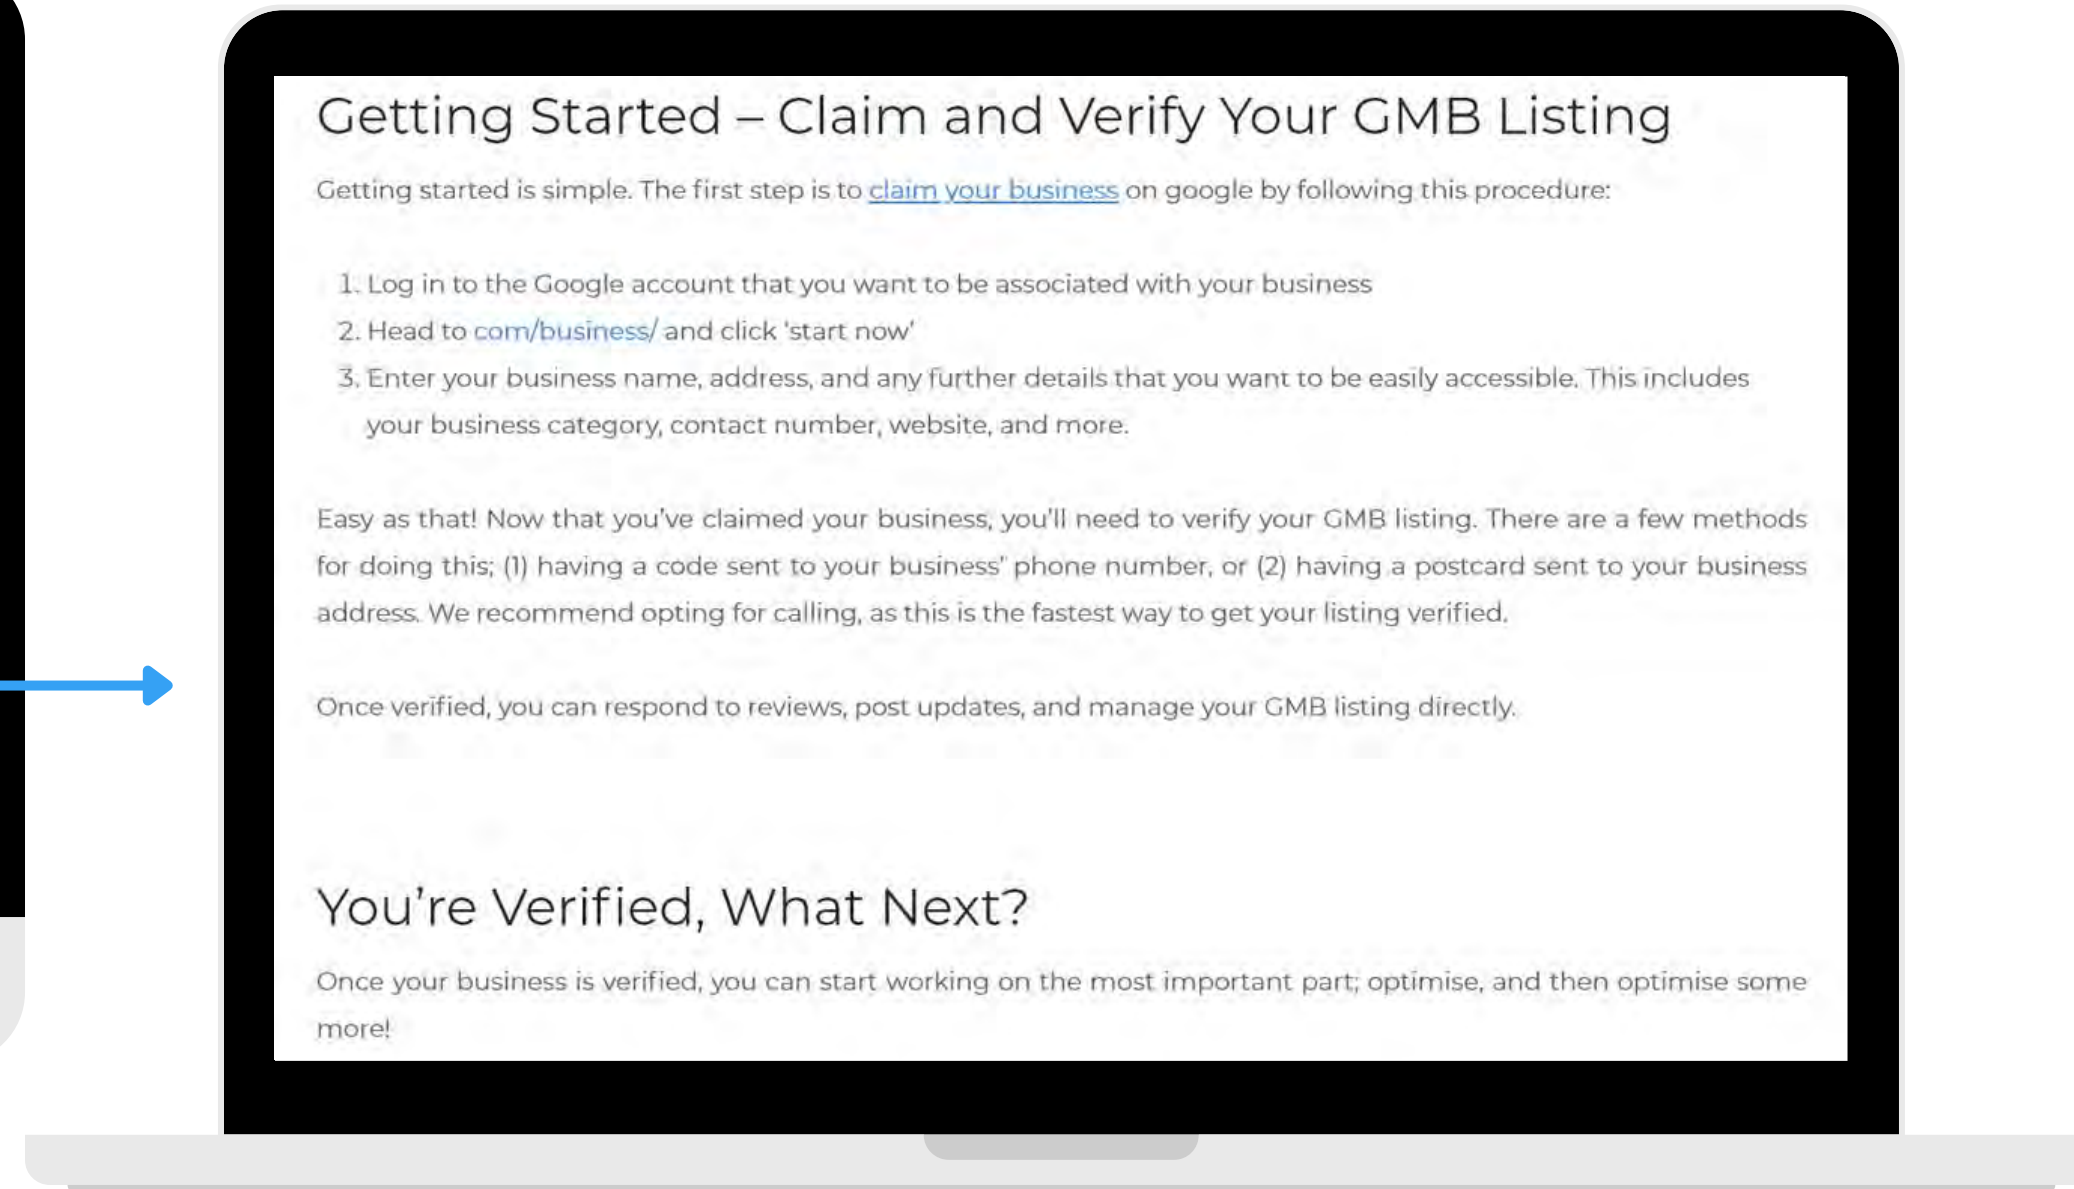 Getting Started – Claim and Verify Your GMB Listing
Getting started is simple. The first step is to claim your business on google by following this procedure:
1. Log in to the Google account that you want to be associated with your business
2. Head to com/business/ and click 'start now'
3. Enter your business name, address, and any further details that you want to be easily accessible. This includes
your business category, contact number, website, and more.
Easy as that! Now that you've claimed your business, you'll need to verify your GMB listing. There are a few methods
for doing this; (1) having a code sent to your business' phone number, or (2) having a postcard sent to your business
address. We recommend opting for calling, as this is the fastest way to get your listing verified.
Once verified, you can respond to reviews, post updates, and manage your GMB listing directly.
You're Verified, What Next?
Once your business is verified, you can start working on the most important part; optimise, and then optimise some
more!